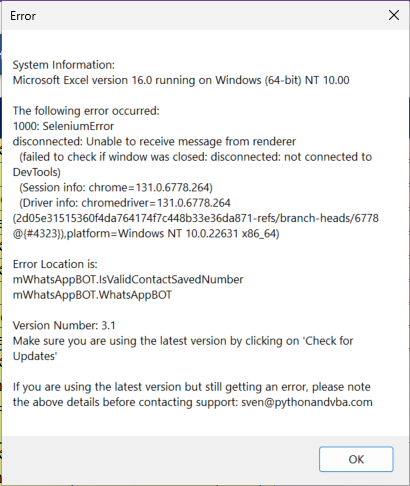 Error
System Information:
Microsoft Excel version 16.0 running on Windows (64-bit) NT 10.00
The following error occurred:
1000: SeleniumError
disconnected: Unable to receive message from renderer
(failed to check if window was closed: disconnected: not connected to
DevTools)
(Session info: chrome=131.0.6778.264)
(Driver info: chromedriver=131.0.6778.264
(2d05e31515360f4da764174f7c448b33e36da871-refs/branch-heads/6778
@{#4323}),platform=Windows NT 10.0.22631 x86_64)
Error Location is:
mWhatsAppBOT.IsValidContactSavedNumber
mWhatsAppBOT.WhatsAppBOT
Version Number: 3.1
Make sure you are using the latest version by clicking on 'Check for
Updates'
If you are using the latest version but still getting an error, please note
the above details before contacting support: sven@pythonandvba.com
OK